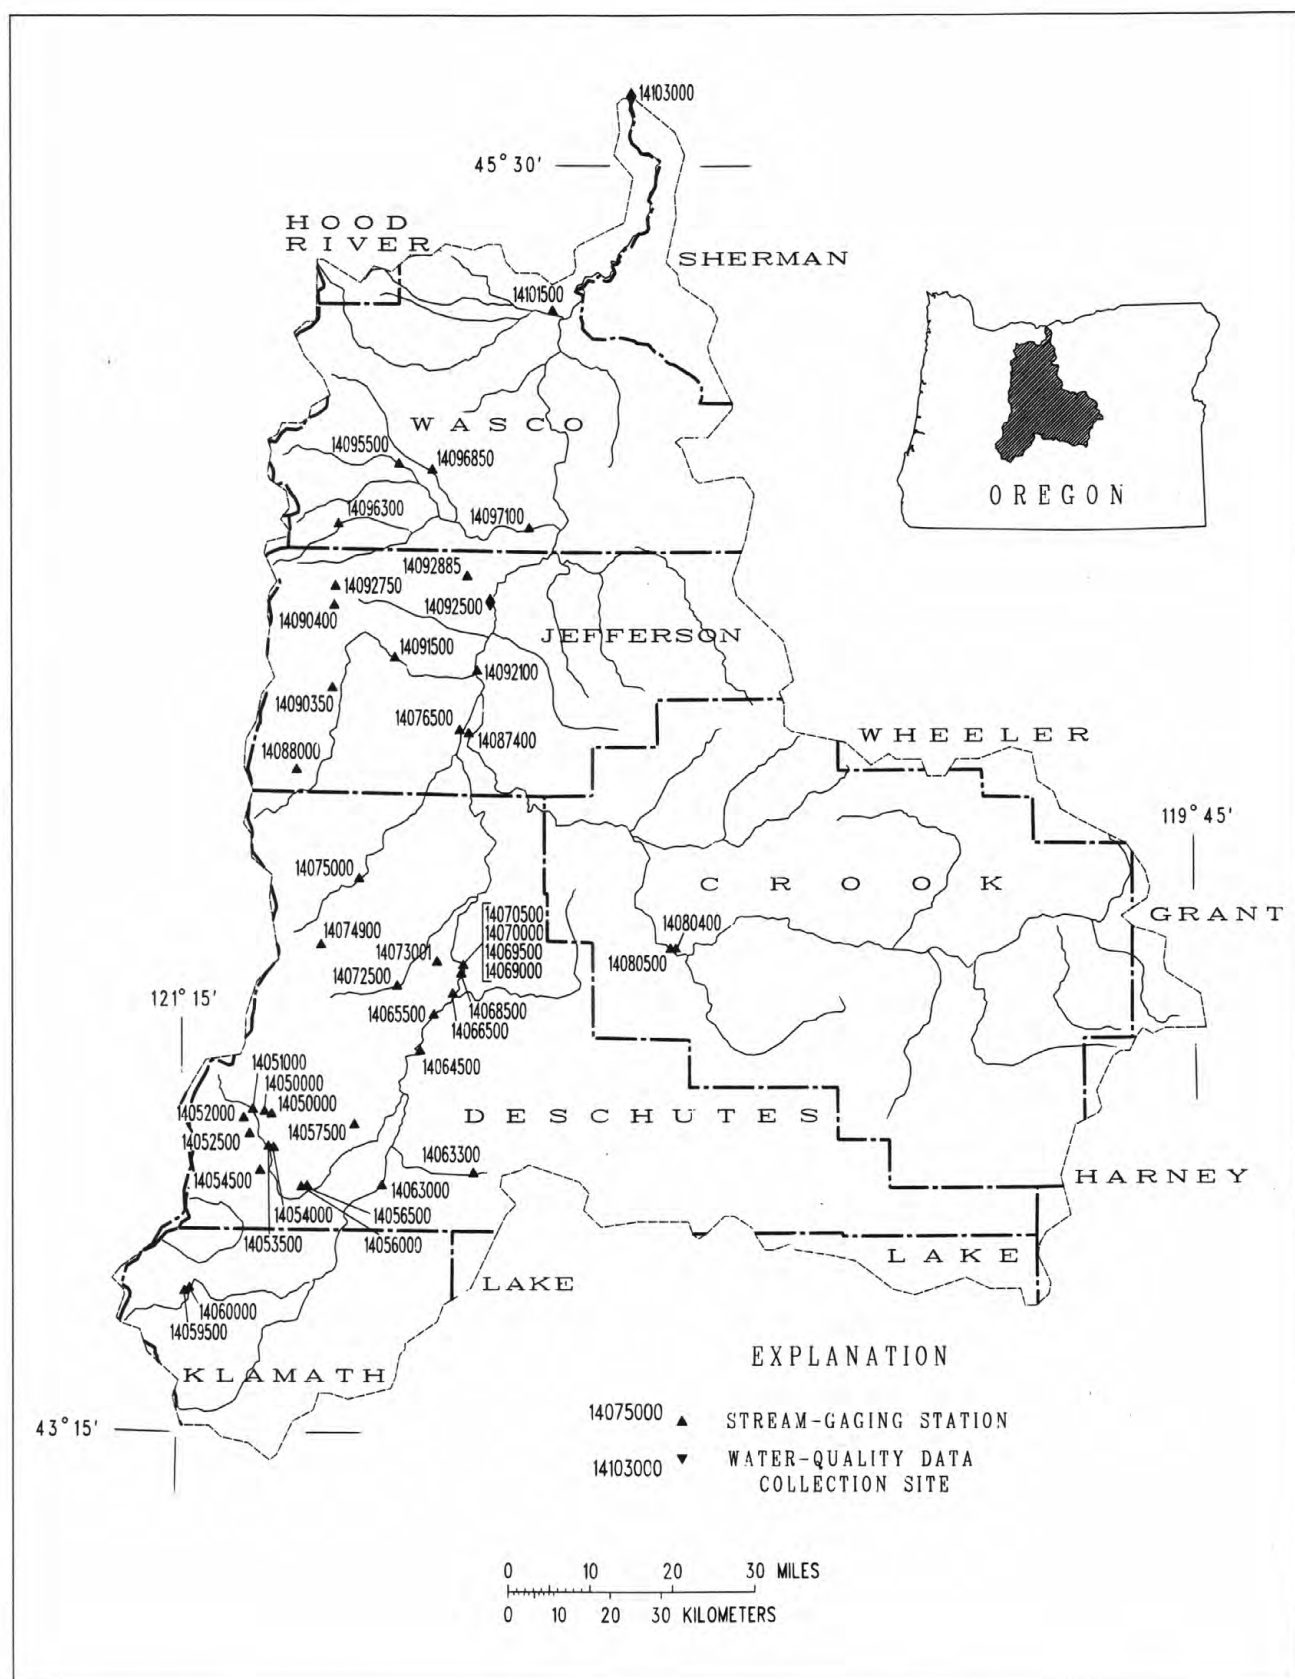 14103000
45°30'
HOOD
RIVER
SHERMAN
14101500
WASCO
14095500
14096850
14096300
14097100
OREGON
14092885
14092750
14092500
14090400
JEFFERSON
14091500
14092100
14090350
14076500
14087400
14088000
WHEELER
119°45'
14075000
CROOK
14070500
14070000
14069500
14069000
GRANT
14074900
14073001
14080400
14080500
14072500
121°15'
14065500
14068500
14066500
14064500
14051000
14050000
14050000
14052000
14057500
DESCHUTES
14052500
14063300
14054500
14063000
HARNEY
14054000
14056500
14053500
14056000
LAKE
LAKE
14060000
14059500
KLAMATH
43°15'
EXPLANATION
14075000 STREAM-GAGING STATION
14103000 WATER-QUALITY DATA
COLLECTION SITE
0 10 20 30 MILES
0 10 20 30 KILOMETERS